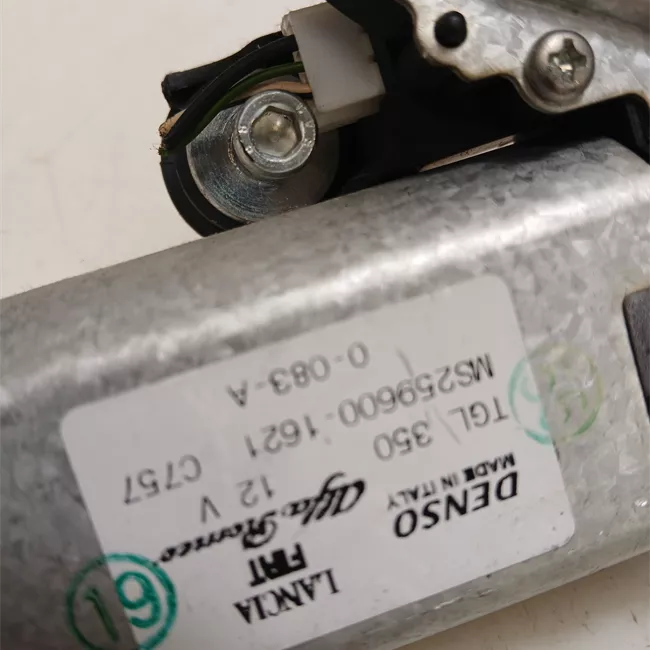 DENSO
MADE IN ITALY
LANCIA
FIAT
Alfa Romeo
TGL/350 12 V
MS259600-1621 C757
0-083-A